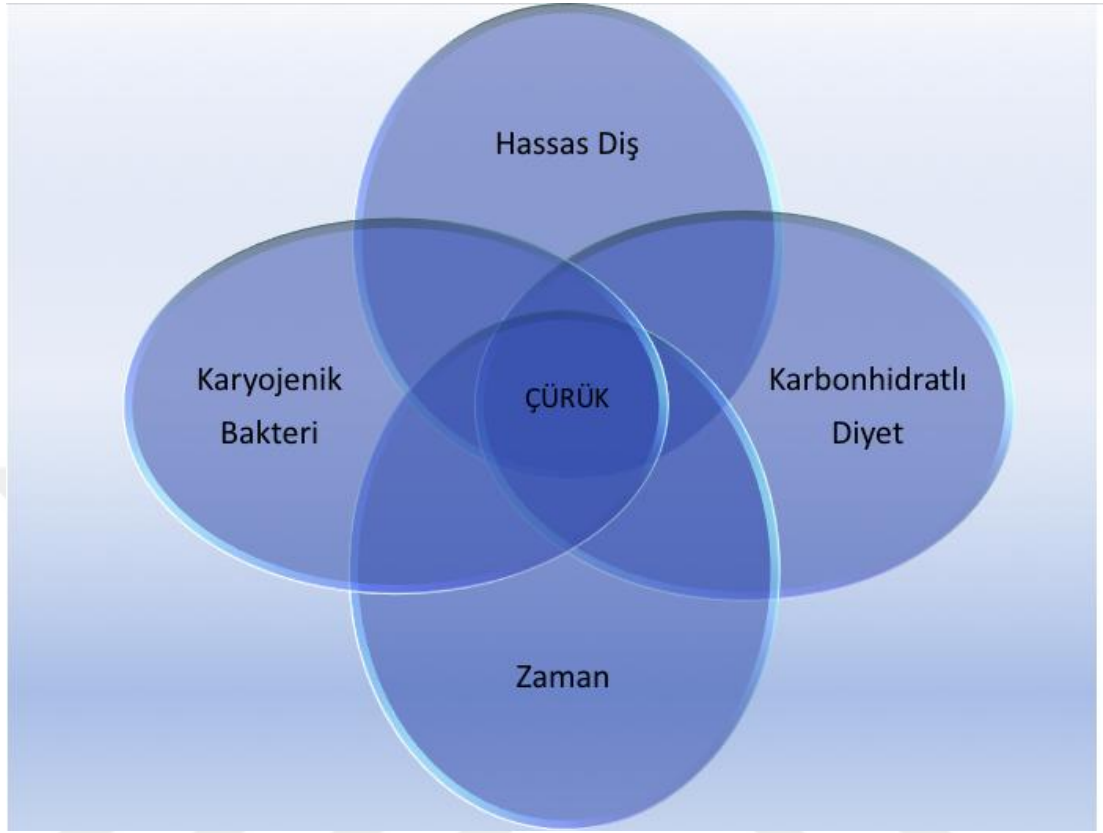 Hassas Diş
Karyojenik
Bakteri
ÇÜRÜK
Karbonhidratlı
Diyet
Zaman